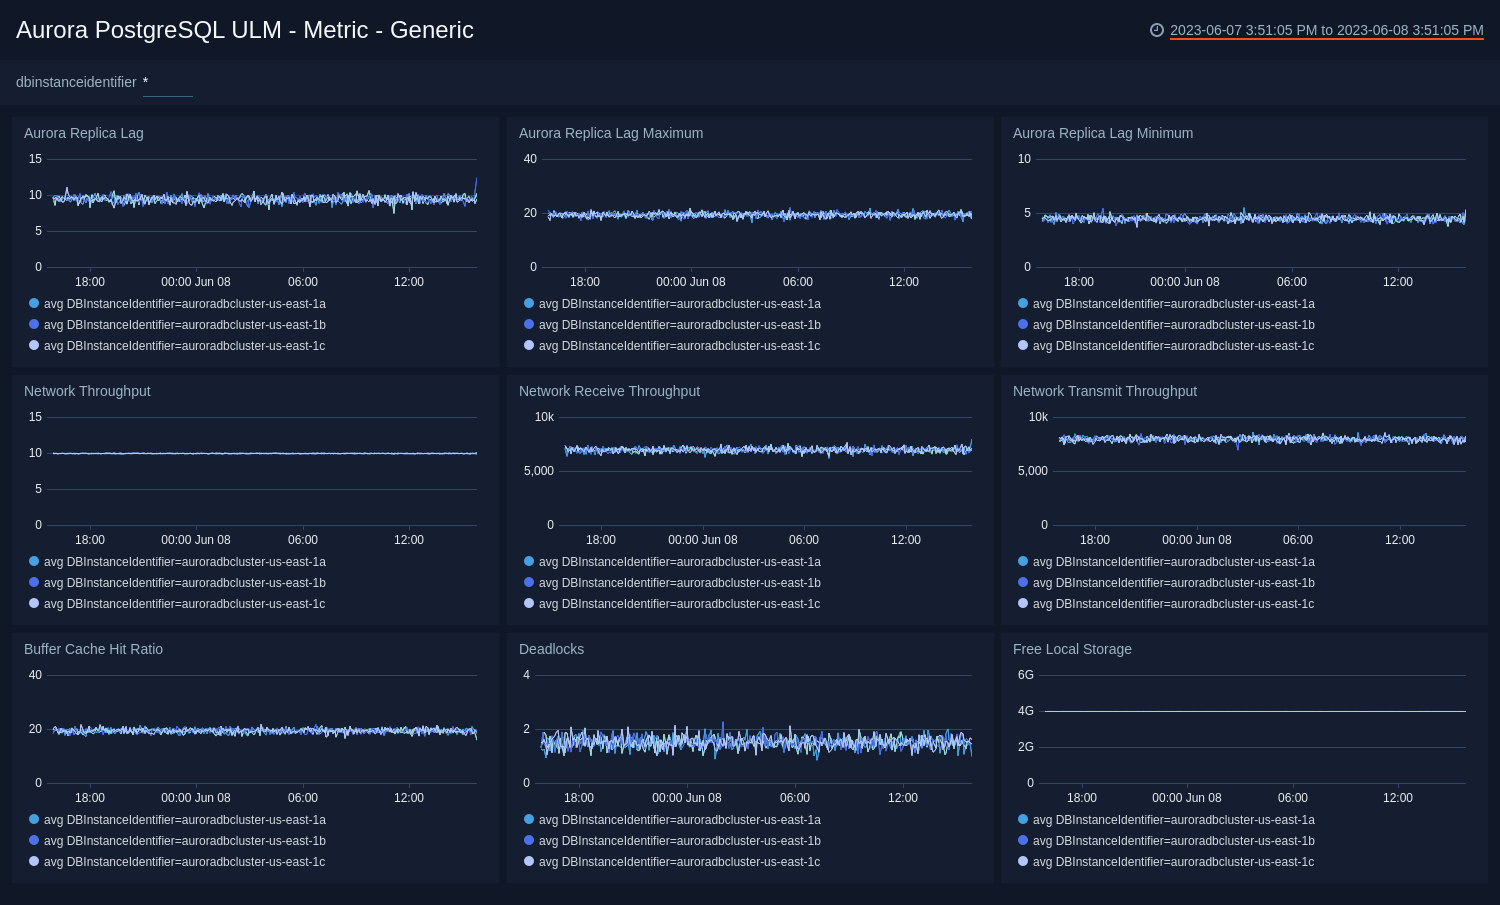 Aurora PostgreSQL ULM - Metric - Generic
2023-06-07 3:51:05 PM to 2023-06-08 3:51:05 PM
dbinstanceidentifier *
Aurora Replica Lag
15
10
5
0
18:00 00:00 Jun 08 06:00 12:00
avg DBInstanceIdentifier=auroradbcluster-us-east-1a
avg DBInstanceIdentifier=auroradbcluster-us-east-1b
avg DBInstanceIdentifier=auroradbcluster-us-east-1c
Aurora Replica Lag Maximum
40
20
0
18:00 00:00 Jun 08 06:00 12:00
avg DBInstanceIdentifier=auroradbcluster-us-east-1a
avg DBInstanceIdentifier=auroradbcluster-us-east-1b
avg DBInstanceIdentifier=auroradbcluster-us-east-1c
Aurora Replica Lag Minimum
10
5
0
18:00 00:00 Jun 08 06:00 12:00
avg DBInstanceIdentifier=auroradbcluster-us-east-1a
avg DBInstanceIdentifier=auroradbcluster-us-east-1b
avg DBInstanceIdentifier=auroradbcluster-us-east-1c
Network Throughput
15
10
5
0
18:00 00:00 Jun 08 06:00 12:00
avg DBInstanceIdentifier=auroradbcluster-us-east-1a
avg DBInstanceIdentifier=auroradbcluster-us-east-1b
avg DBInstanceIdentifier=auroradbcluster-us-east-1c
Network Receive Throughput
10k
5,000
0
18:00 00:00 Jun 08 06:00 12:00
avg DBInstanceIdentifier=auroradbcluster-us-east-1a
avg DBInstanceIdentifier=auroradbcluster-us-east-1b
avg DBInstanceIdentifier=auroradbcluster-us-east-1c
Network Transmit Throughput
10k
5,000
0
18:00 00:00 Jun 08 06:00 12:00
avg DBInstanceIdentifier=auroradbcluster-us-east-1a
avg DBInstanceIdentifier=auroradbcluster-us-east-1b
avg DBInstanceIdentifier=auroradbcluster-us-east-1c
Buffer Cache Hit Ratio
40
20
0
18:00 00:00 Jun 08 06:00 12:00
avg DBInstanceIdentifier=auroradbcluster-us-east-1a
avg DBInstanceIdentifier=auroradbcluster-us-east-1b
avg DBInstanceIdentifier=auroradbcluster-us-east-1c
Deadlocks
4
2
0
18:00 00:00 Jun 08 06:00 12:00
avg DBInstanceIdentifier=auroradbcluster-us-east-1a
avg DBInstanceIdentifier=auroradbcluster-us-east-1b
avg DBInstanceIdentifier=auroradbcluster-us-east-1c
Free Local Storage
6G
4G
2G
0
18:00 00:00 Jun 08 06:00 12:00
avg DBInstanceIdentifier=auroradbcluster-us-east-1a
avg DBInstanceIdentifier=auroradbcluster-us-east-1b
avg DBInstanceIdentifier=auroradbcluster-us-east-1c